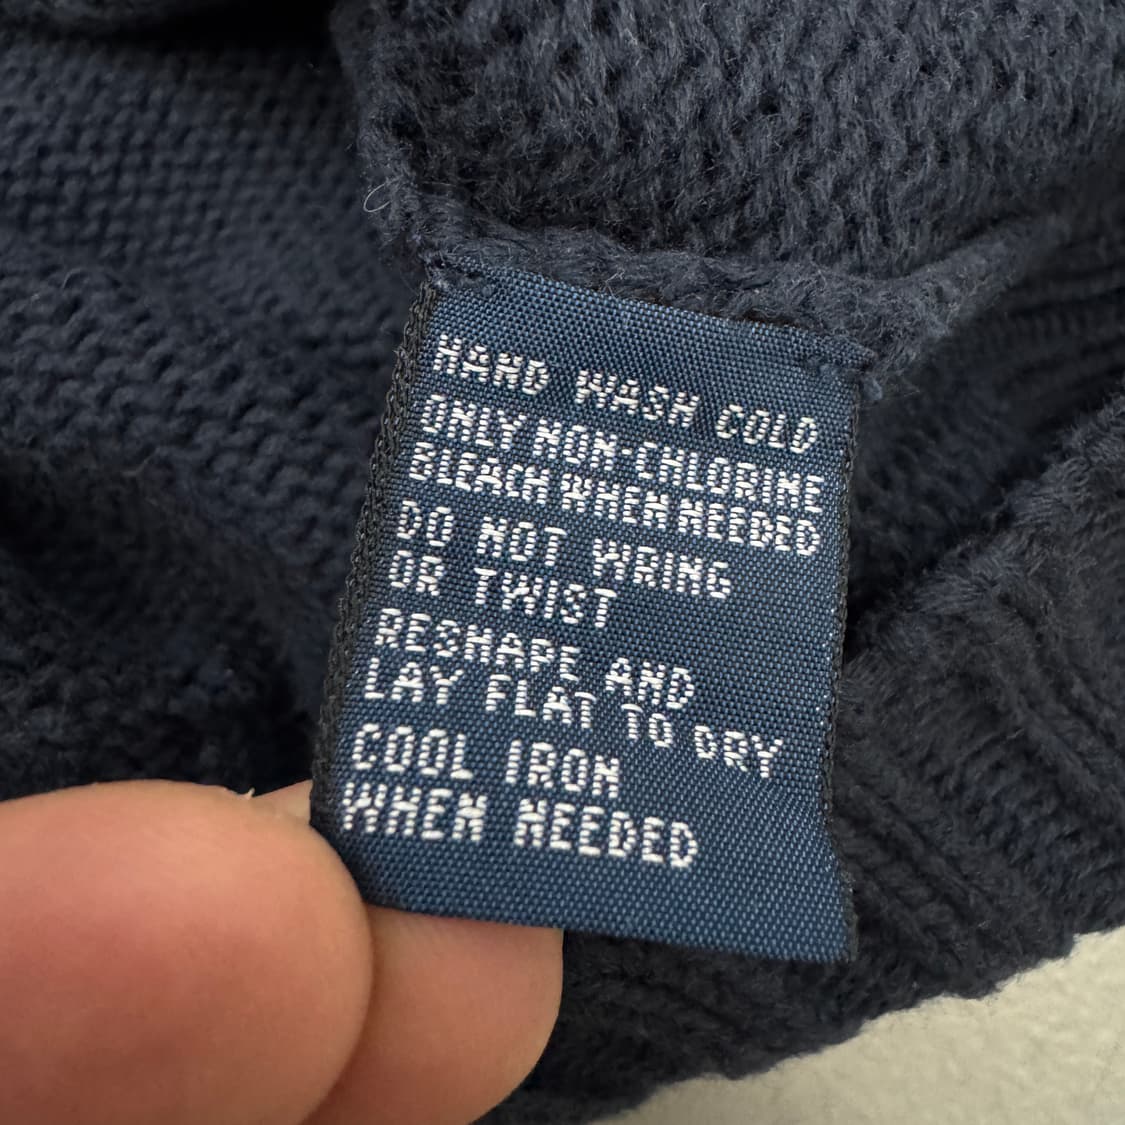 HAND WASH COLD
ONLY NON-CHLORINE
BLEACH WHEN NEEDED
DO NOT WRING
OR TWIST
RESHAPE AND
LAY FLAT TO DRY
COOL IRON
WHEN NEEDED